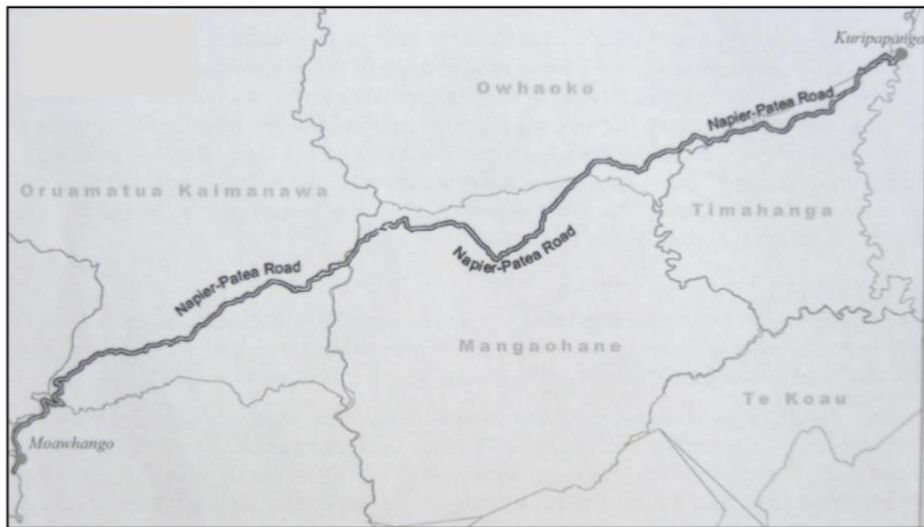 Kuripapango
Owhaoko
Napier-Patea Road
Oruamatua Kaimanawa
Timahanga
Napier-Patea Road
Napier-Patea Road
Mangaohane
Te Koau
Moawhango